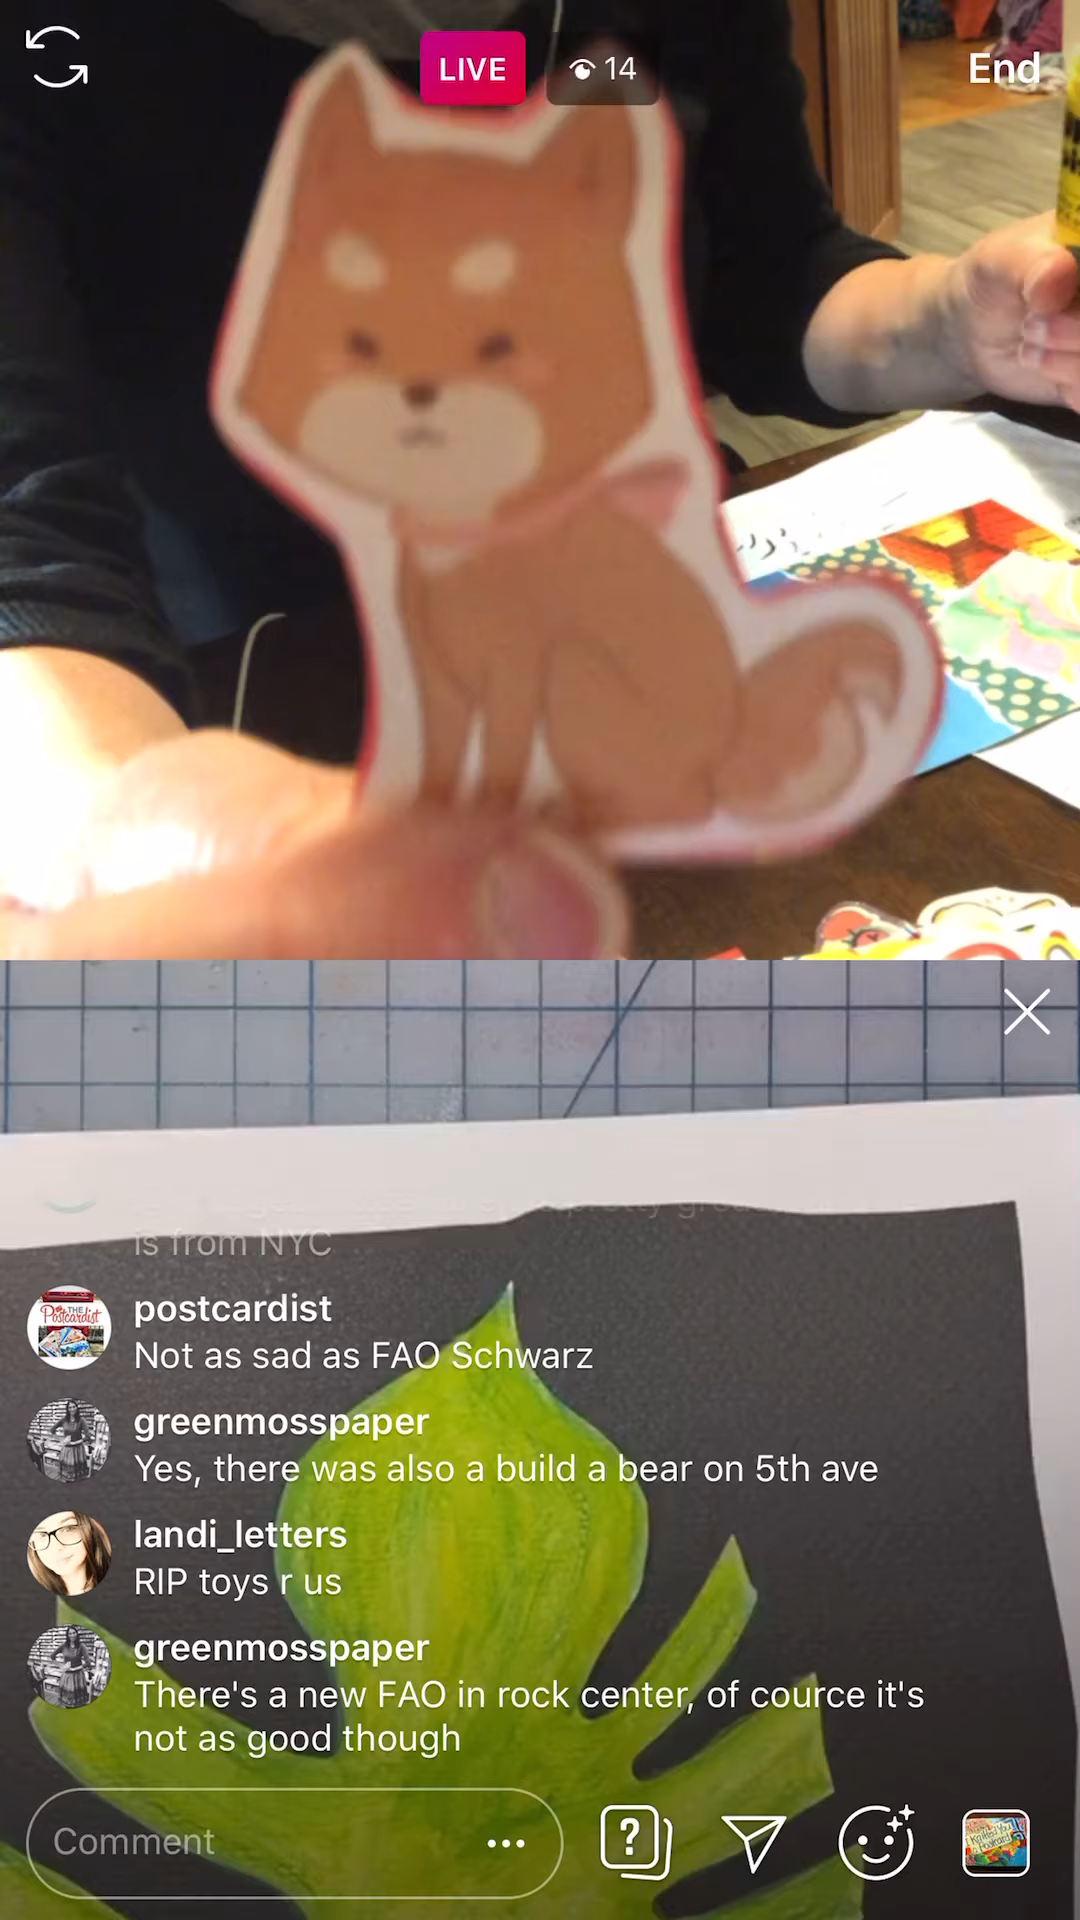 LIVE
14
End
is from NYC
postcardist
Not as sad as FAO Schwarz
greenmosspaper
Yes, there was also a build a bear on 5th ave
landi_letters
RIP toys r us
greenmosspaper
There's a new FAO in rock center, of cource it's
not as good though
Comment
THE
Postcardist